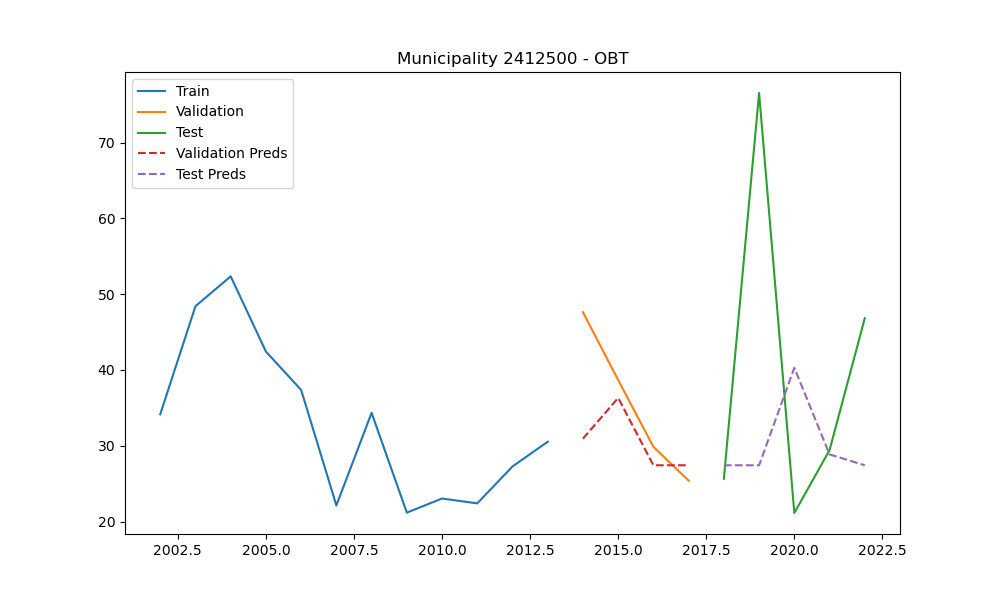 Municipality 2412500 - OBT
Train
Validation
Test
Validation Preds
Test Preds
70
60
50
40
30
20
2002.5 2005.0 2007.5 2010.0 2012.5 2015.0 2017.5 2020.0 2022.5